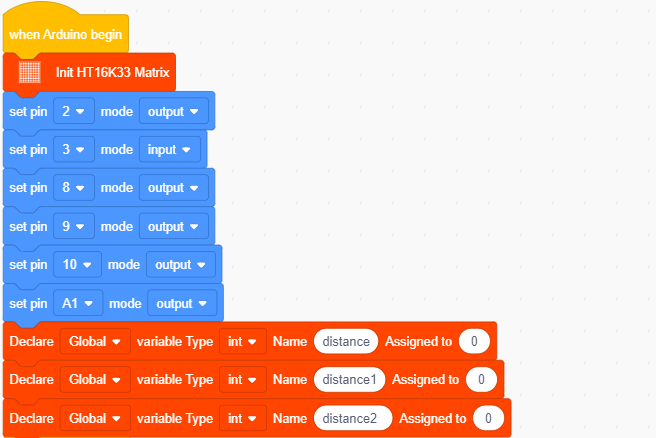 when Arduino begin
Init HT16K33 Matrix
set pin 2 mode output
set pin 3 mode input
set pin 8 mode output
set pin 9 mode output
set pin 10 mode output
set pin A1 mode output
Declare Global variable Type int Name distance Assigned to 0
Declare Global variable Type int Name distance1 Assigned to 0
Declare Global variable Type int Name distance2 Assigned to 0